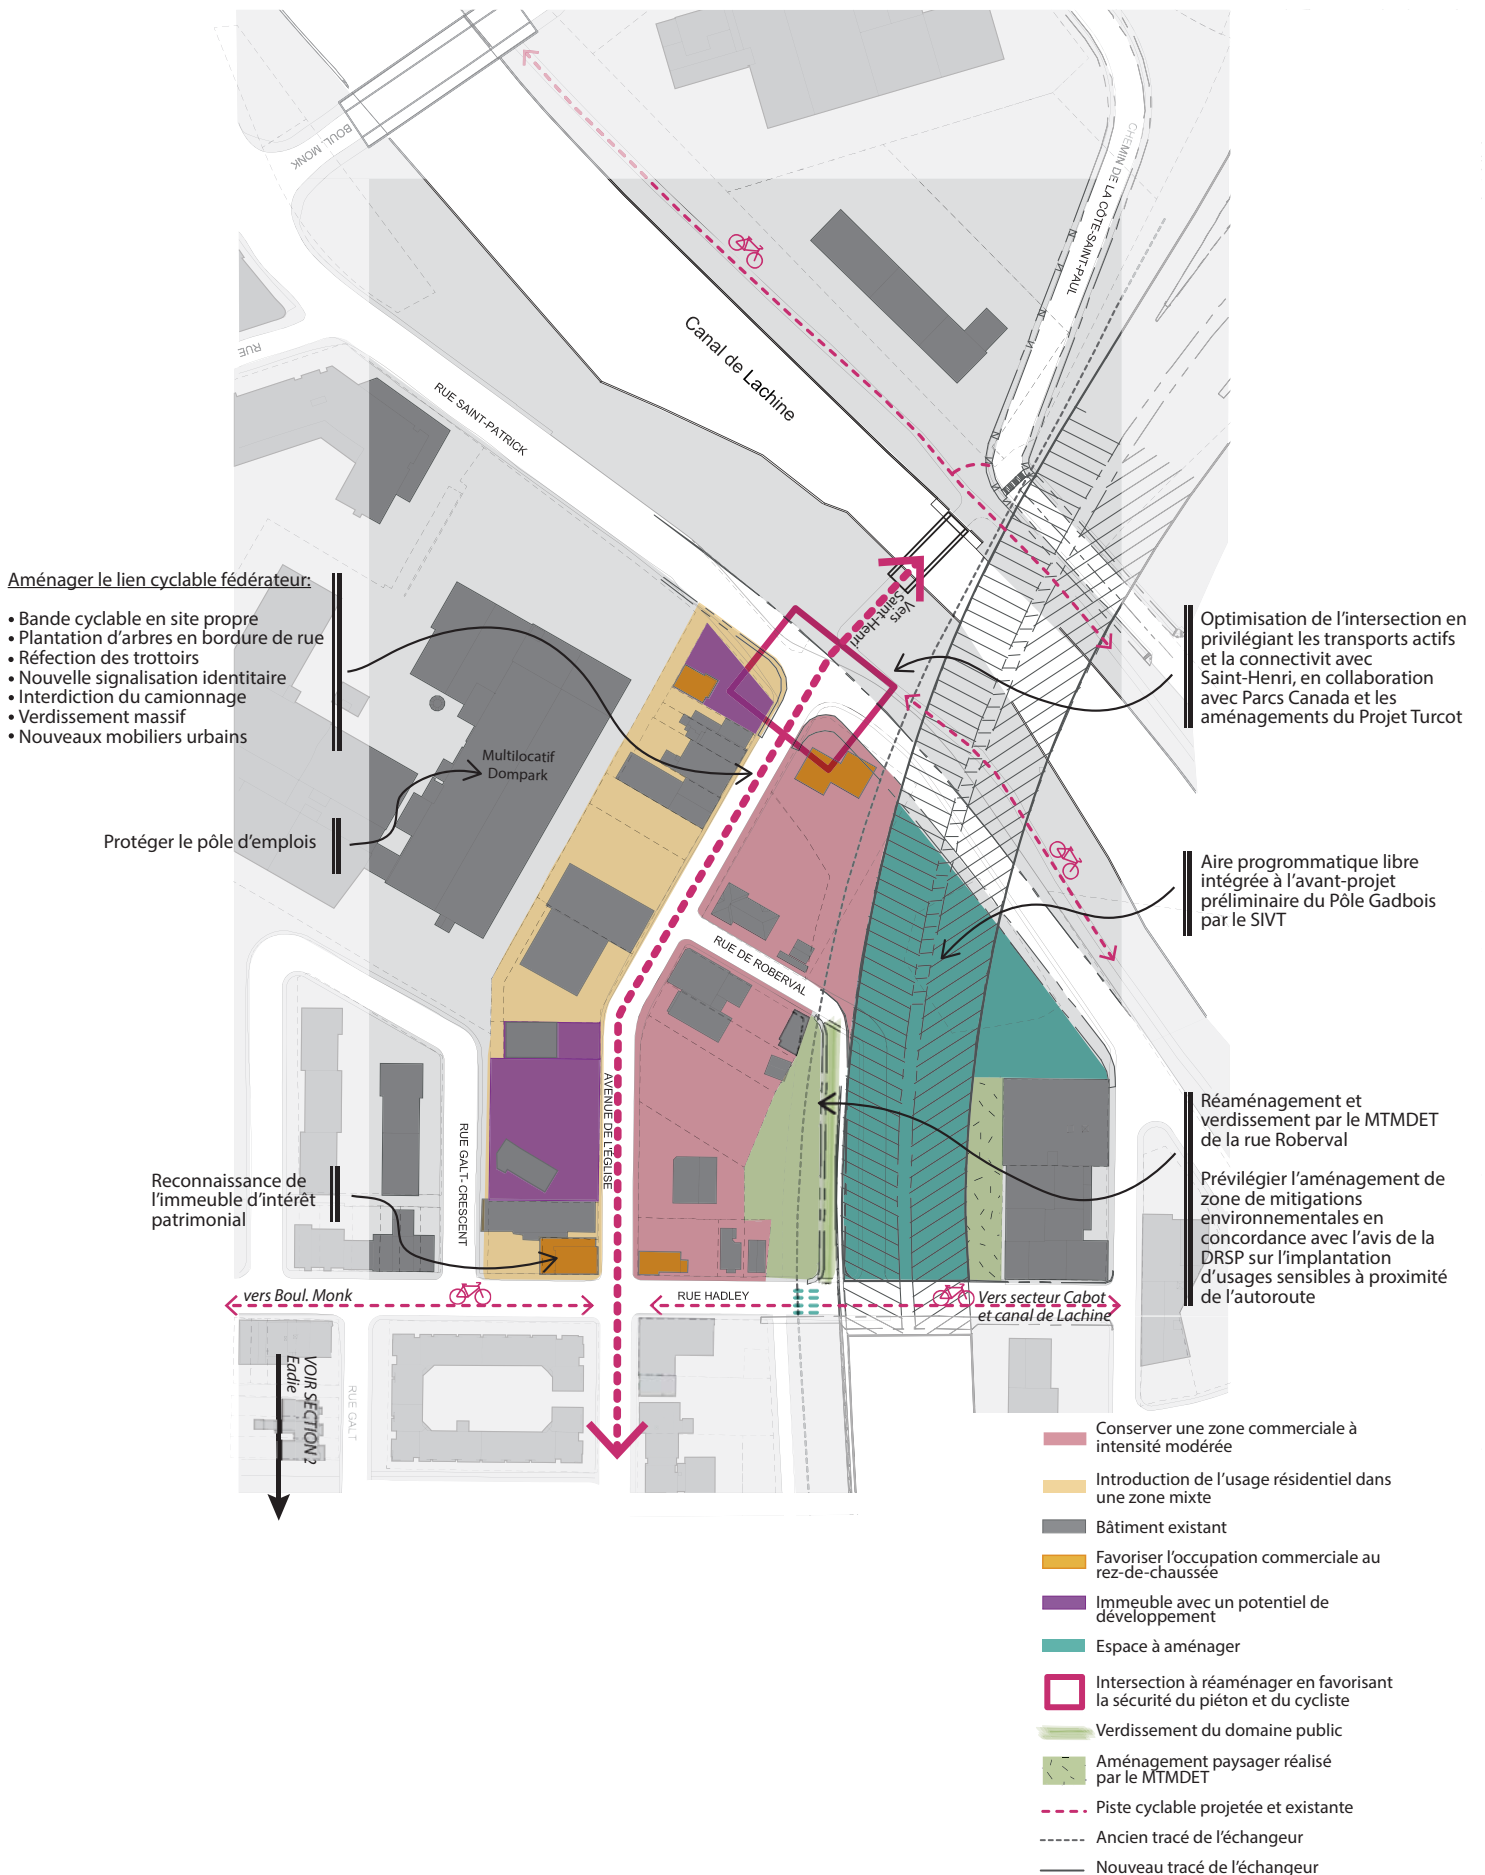 BOUL. MONK
CHEMIN DE LA CÔTE-SAINT-PAUL
RUE
RUE SAINT-PATRICK
Canal de Lachine
Vers
Saint-Henri
Aménager le lien cyclable fédérateur:
• Bande cyclable en site propre
• Plantation d'arbres en bordure de rue
• Réfection des trottoirs
• Nouvelle signalisation identitaire
• Interdiction du camionnage
• Verdissement massif
• Nouveaux mobiliers urbains
Multilocatif
Dompark
Protéger le pôle d'emplois
Optimisation de l'intersection en
privilégiant les transports actifs
et la connectivit avec
Saint-Henri, en collaboration
avec Parcs Canada et les
aménagements du Projet Turcot
Aire progrommatique libre
intégrée à l'avant-projet
préliminaire du Pôle Gadbois
par le SIVT
RUE DE ROBERVAL
AVENUE DE L'ÉGLISE
RUE GALT- CRESCENT
Réaménagement et
verdissement par le MTMDET
de la rue Roberval
Prévilégier l'aménagement de
zone de mitigations
environnementales en
concordance avec l'avis de la
DRSP sur l'implantation
d'usages sensibles à proximité
de l'autoroute
Reconnaissance de
l'immeuble d'intérêt
patrimonial
vers Boul. Monk
RUE HADLEY
Vers secteur Cabot
et canal de Lachine
VOIR SECTION 2
Eadie
RUE GALT
Conserver une zone commerciale à
intensité modérée
Introduction de l'usage résidentiel dans
une zone mixte
Bâtiment existant
Favoriser l'occupation commerciale au
rez-de-chaussée
Immeuble avec un potentiel de
développement
Espace à aménager
Intersection à réaménager en favorisant
la sécurité du piéton et du cycliste
Verdissement du domaine public
Aménagement paysager réalisé
par le MTMDET
Piste cyclable projetée et existante
Ancien tracé de l'échangeur
Nouveau tracé de l'échangeur